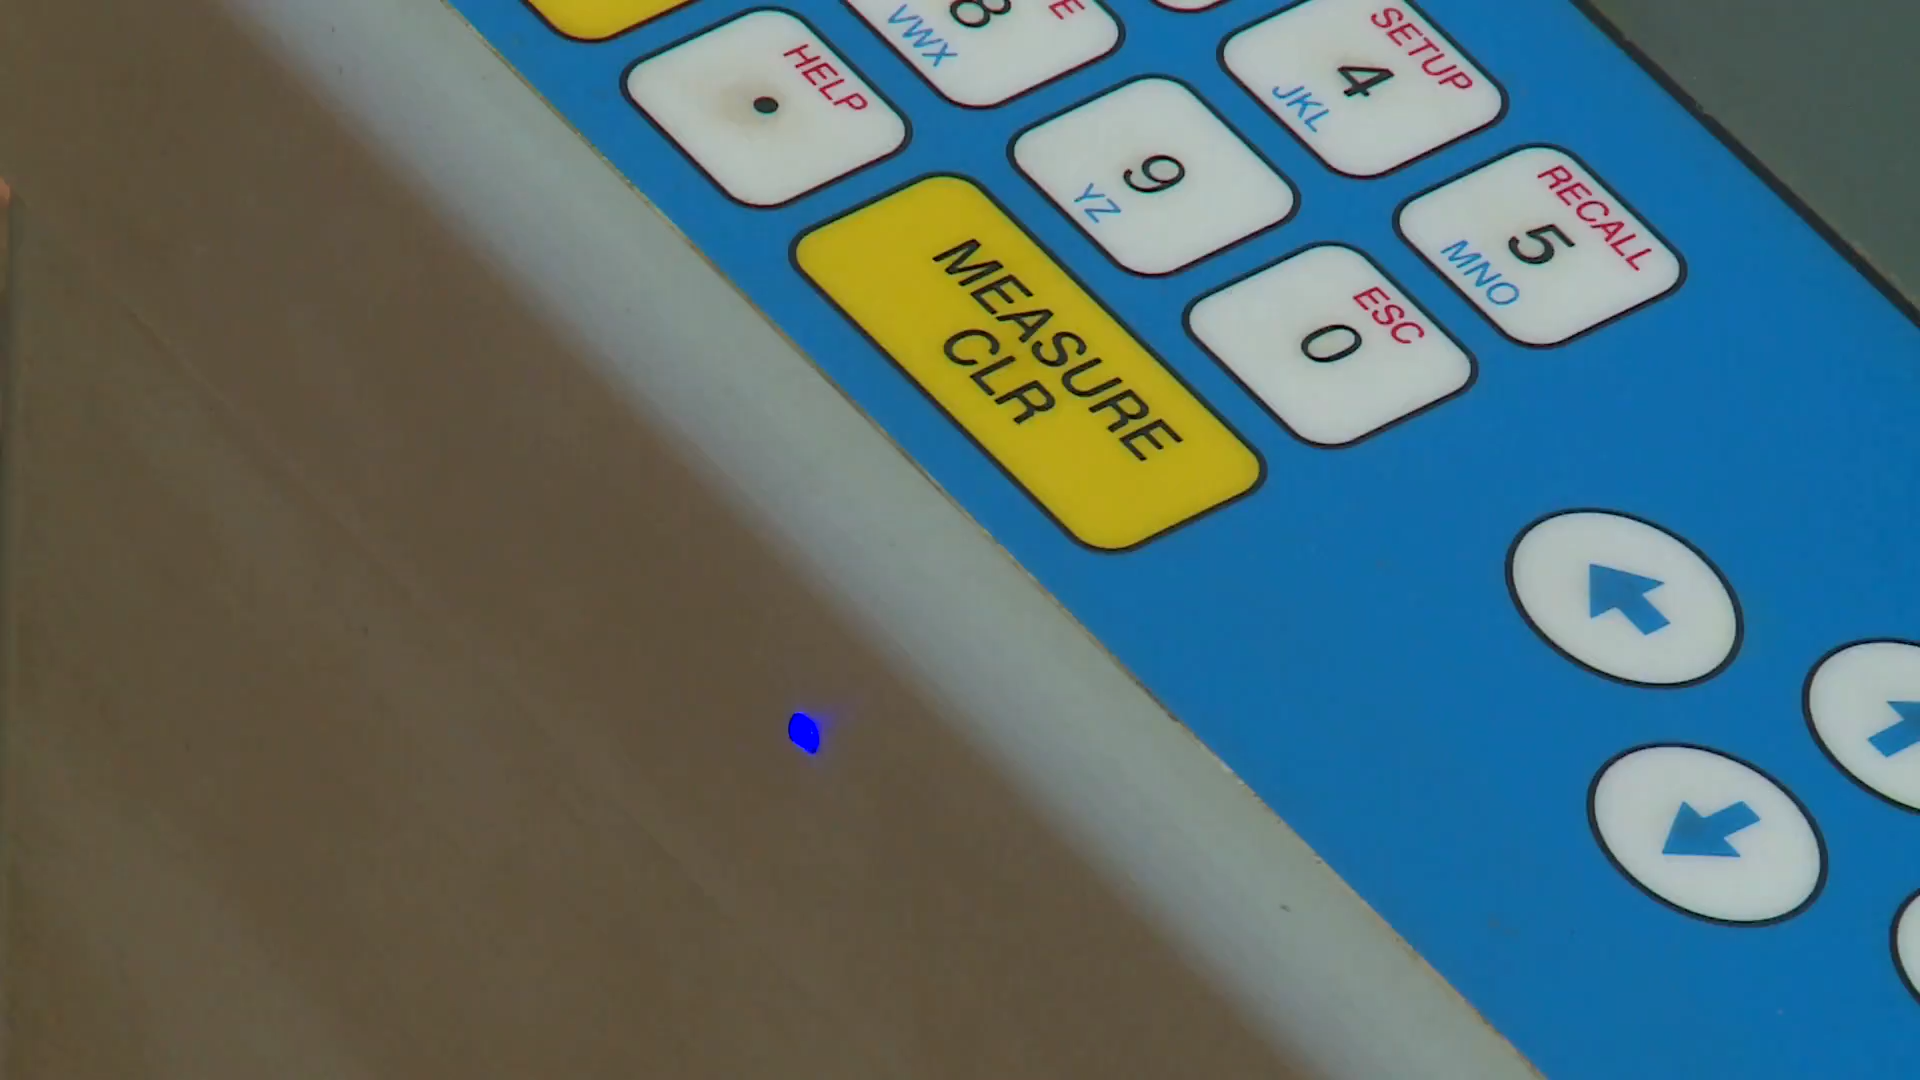 8
VWX
E
HELP
.
SETUP
4
JKL
9
YZ
RECALL
5
MNO
ESC
0
MEASURE
CLR